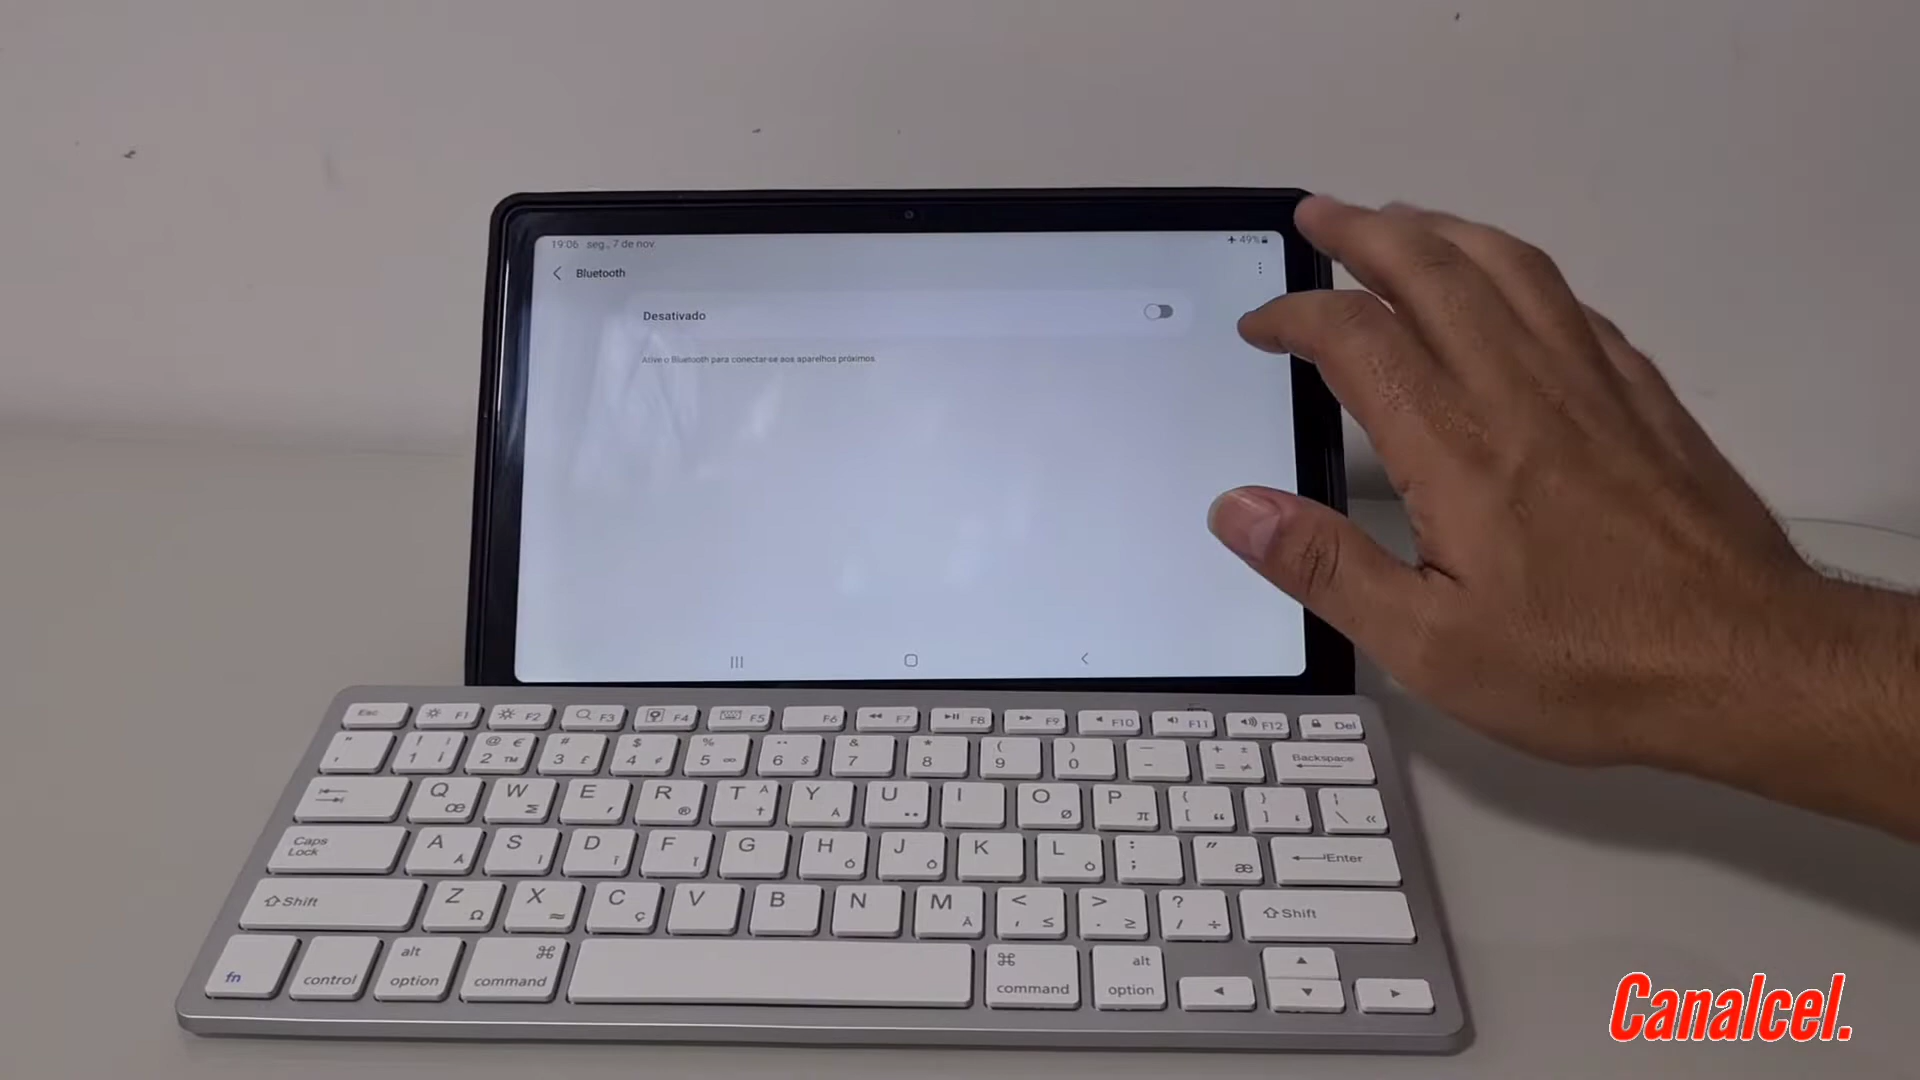 19:06 seg., 7 de nov.
49%
Bluetooth
Desativado
Ative o Bluetooth para conectar-se aos aparelhos próximos.
Esc F1 F2 F3 F4 F5 F6 F7 F8 F9 F10 F11 F12 Del
! 1 ¡ @ € 2 ™ # 3 £ $ 4 ¢ % 5 ∞ 6 § & 7 * 8 ( 9 ) 0 — - + ± = ≠ Backspace
Q œ W E R ® T † Y U I O Ø P π { [ “ } ] ‘ | \ «
Caps Lock A S D F G H J K L : ; " æ Enter
Shift Z Ω X ≈ C ç V B N M < , ≤ > . ≥ ? / ÷ Shift
fn control alt option ⌘ command ⌘ command alt option
Canalcel.